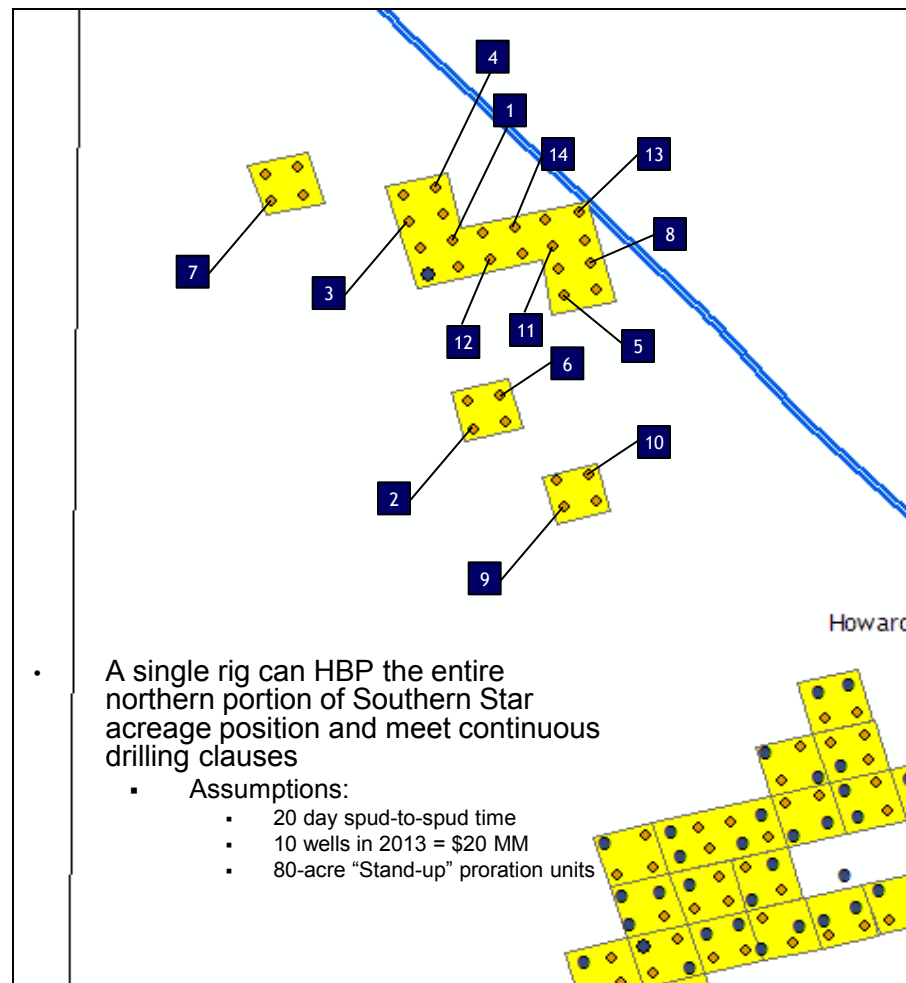 4
1
14
13
8
7
3
12
11
5
6
2
10
9
Howard
• A single rig can HBP the entire
northern portion of Southern Star
acreage position and meet continuous
drilling clauses
▪ Assumptions:
▪ 20 day spud-to-spud time
▪ 10 wells in 2013 = $20 MM
▪ 80-acre “Stand-up” proration units